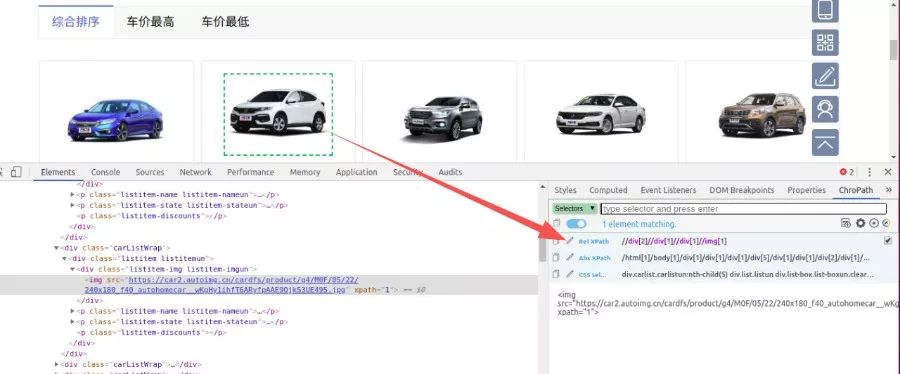 综合排序 车价最高 车价最低
Elements Console Sources Network Performance Memory Application Security Audits 2
</div>
<p class="listitem-name listitem-nameun">…</p>
<p class="listitem-state listitem-stateun">…</p>
<p class="listitem-discounts"></p>
</div>
</div>
<div class="carListWrap">
<div class="listitem listitemun">
<div class="listitem-img listitem-imgun">
<img src="https://car2.autoimg.cn/cardfs/product/g4/M0F/05/22/
xpath="1"> == $0
</div>
<p class="listitem-name listitem-nameun">…</p>
<p class="listitem-state listitem-stateun">…</p>
<p class="listitem-discounts"></p>
</div>
</div>
<div class="carListWrap">…</div>
<div class="carListWrap">…</div>
Styles Computed Event Listeners DOM Breakpoints Properties ChroPath
Selectors type selector and press enter
1 element matching.
Rel XPath //div[2]//div[1]//div[1]//img[1]
Abs XPath /html[1]/body[1]/div[1]/div[1]/div[1]/div[5]/div[1]/div[1]/div[2]/div[1]/...
CSS sel... div.carlist.carlistun:nth-child(5) div.list.listun div.list-box.list-boxun.clear...
<img
src="https://car2.autoimg.cn/cardfs/product/g4/M0F/05/22/240x180_f40_autohomecar__wKg
xpath="1">